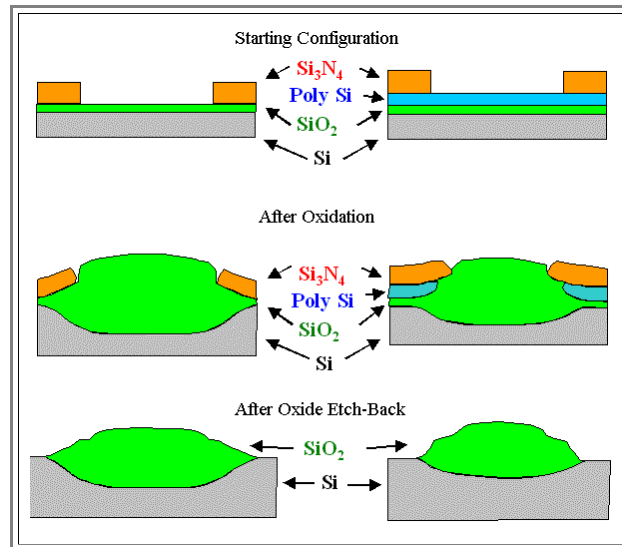 Starting Configuration
Si₃N₄
Poly Si
SiO₂
Si
After Oxidation
Si₃N₄
Poly Si
SiO₂
Si
After Oxide Etch-Back
SiO₂
Si